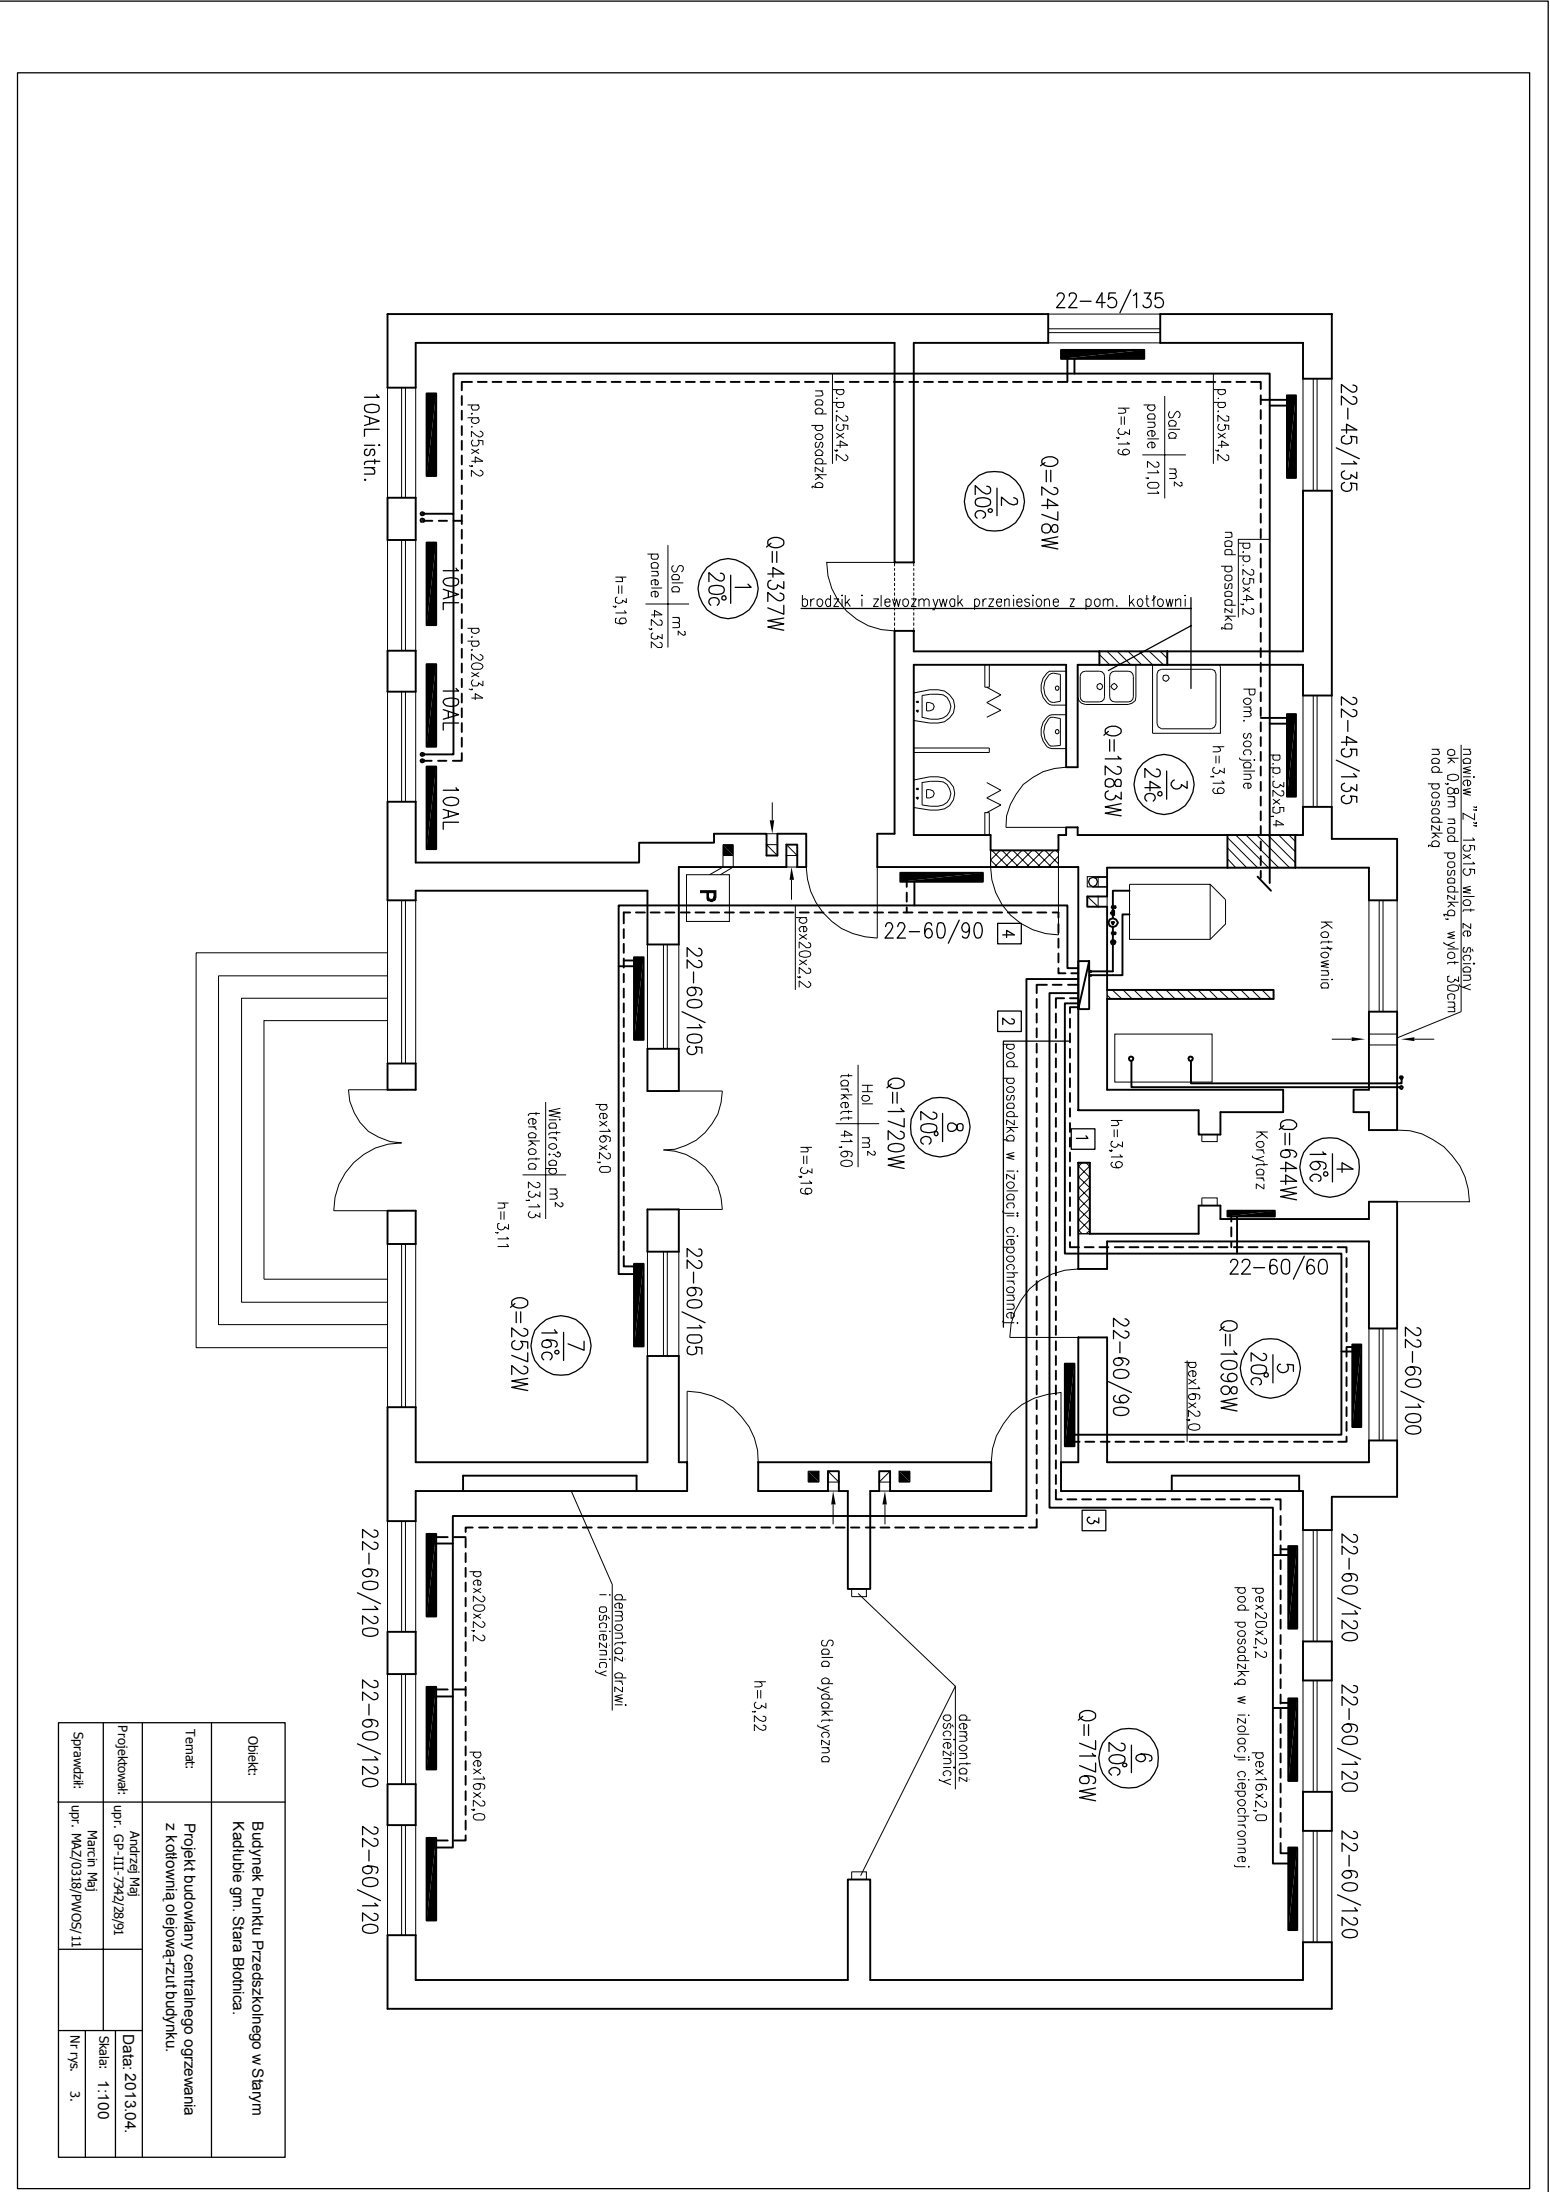 nawiew "Z" 15x15 wlot ze ściany
ok 0,8m nad posadzką, wylot 30cm
nad posadzką
22-45/135
22-45/135
22-45/135
22-60/100
22-60/120
22-60/120
22-60/120
p.p.25x4,2
Sala m²
panele 21,01
h=3,19
Q=2478W
2
20°c
p.p.25x4,2
nad posadzką
brodzik i zlewozmywak przeniesione z pom. kotłowni
Pom. socjalne
h=3,19
p.p.32x5,4
3
24°c
Q=1283W
Kotłownia
4
16°c
Q=644W
Korytarz
h=3,19
22-60/60
5
20°c
Q=1098W
pex16x2,0
22-60/90
1
2
3
4
pod posadzką w izolacji ciepochronnej
pex20x2,2
pod posadzką w izolacji ciepochronnej
pex16x2,0
6
20°c
Q=7176W
demontaż
ościeżnicy
Sala dydaktyczna
h=3,22
demontaż drzwi
i ościeżnicy
pex20x2,2
pex16x2,0
22-60/120
22-60/120
22-60/120
22-60/90
pex20x2,2
8
20°c
Q=1720W
Hol m²
tarkett 41,60
h=3,19
22-60/105
22-60/105
P
pex16x2,0
Wiatro?ap m²
terakota 23,13
h=3,11
7
16°c
Q=2572W
p.p.25x4,2
nad posadzką
Q=4327W
1
20°c
Sala m²
panele 42,32
h=3,19
p.p.25x4,2
p.p.20x3,4
10AL istn.
10AL
10AL
10AL
Obiekt:
Budynek Punktu Przedszkolnego w Starym
Kadłubie gm. Stara Błotnica.
Temat:
Projekt budowlany centralnego ogrzewania
z kotłownią olejową-rzut budynku.
Projektował:
Andrzej Maj
upr. GP-III-7342/28/91
Data: 2013.04.
Sprawdził:
Marcin Maj
upr. MAZ/0318/PWOS/11
Skala: 1:100
Nr rys. 3.